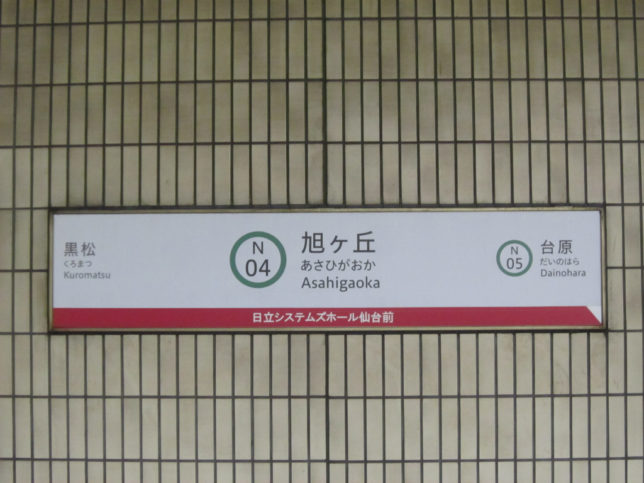 黒松
くろまつ
Kuromatsu
N
04
旭ヶ丘
あさひがおか
Asahigaoka
N
05
台原
だいのはら
Dainohara
日立システムズホール仙台前